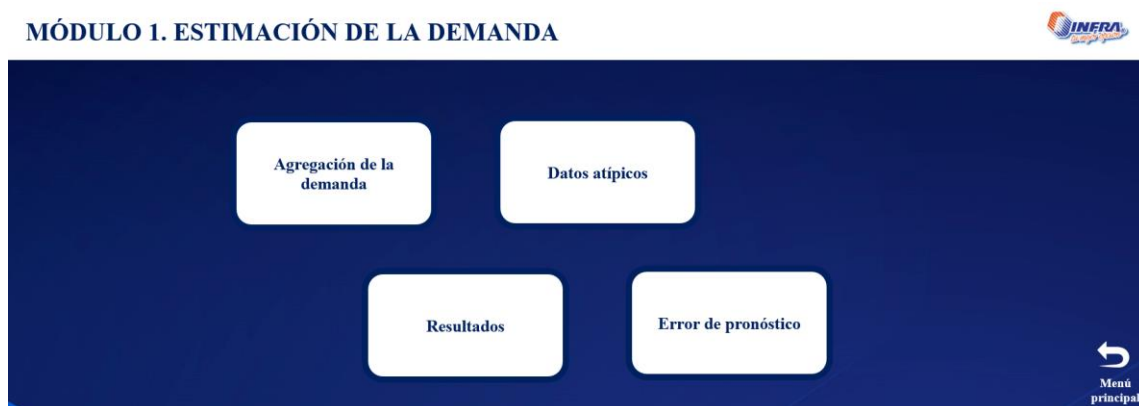 MÓDULO 1. ESTIMACIÓN DE LA DEMANDA
INFRA
Agregación de la
demanda
Datos atípicos
Resultados
Error de pronóstico
Menú
principal